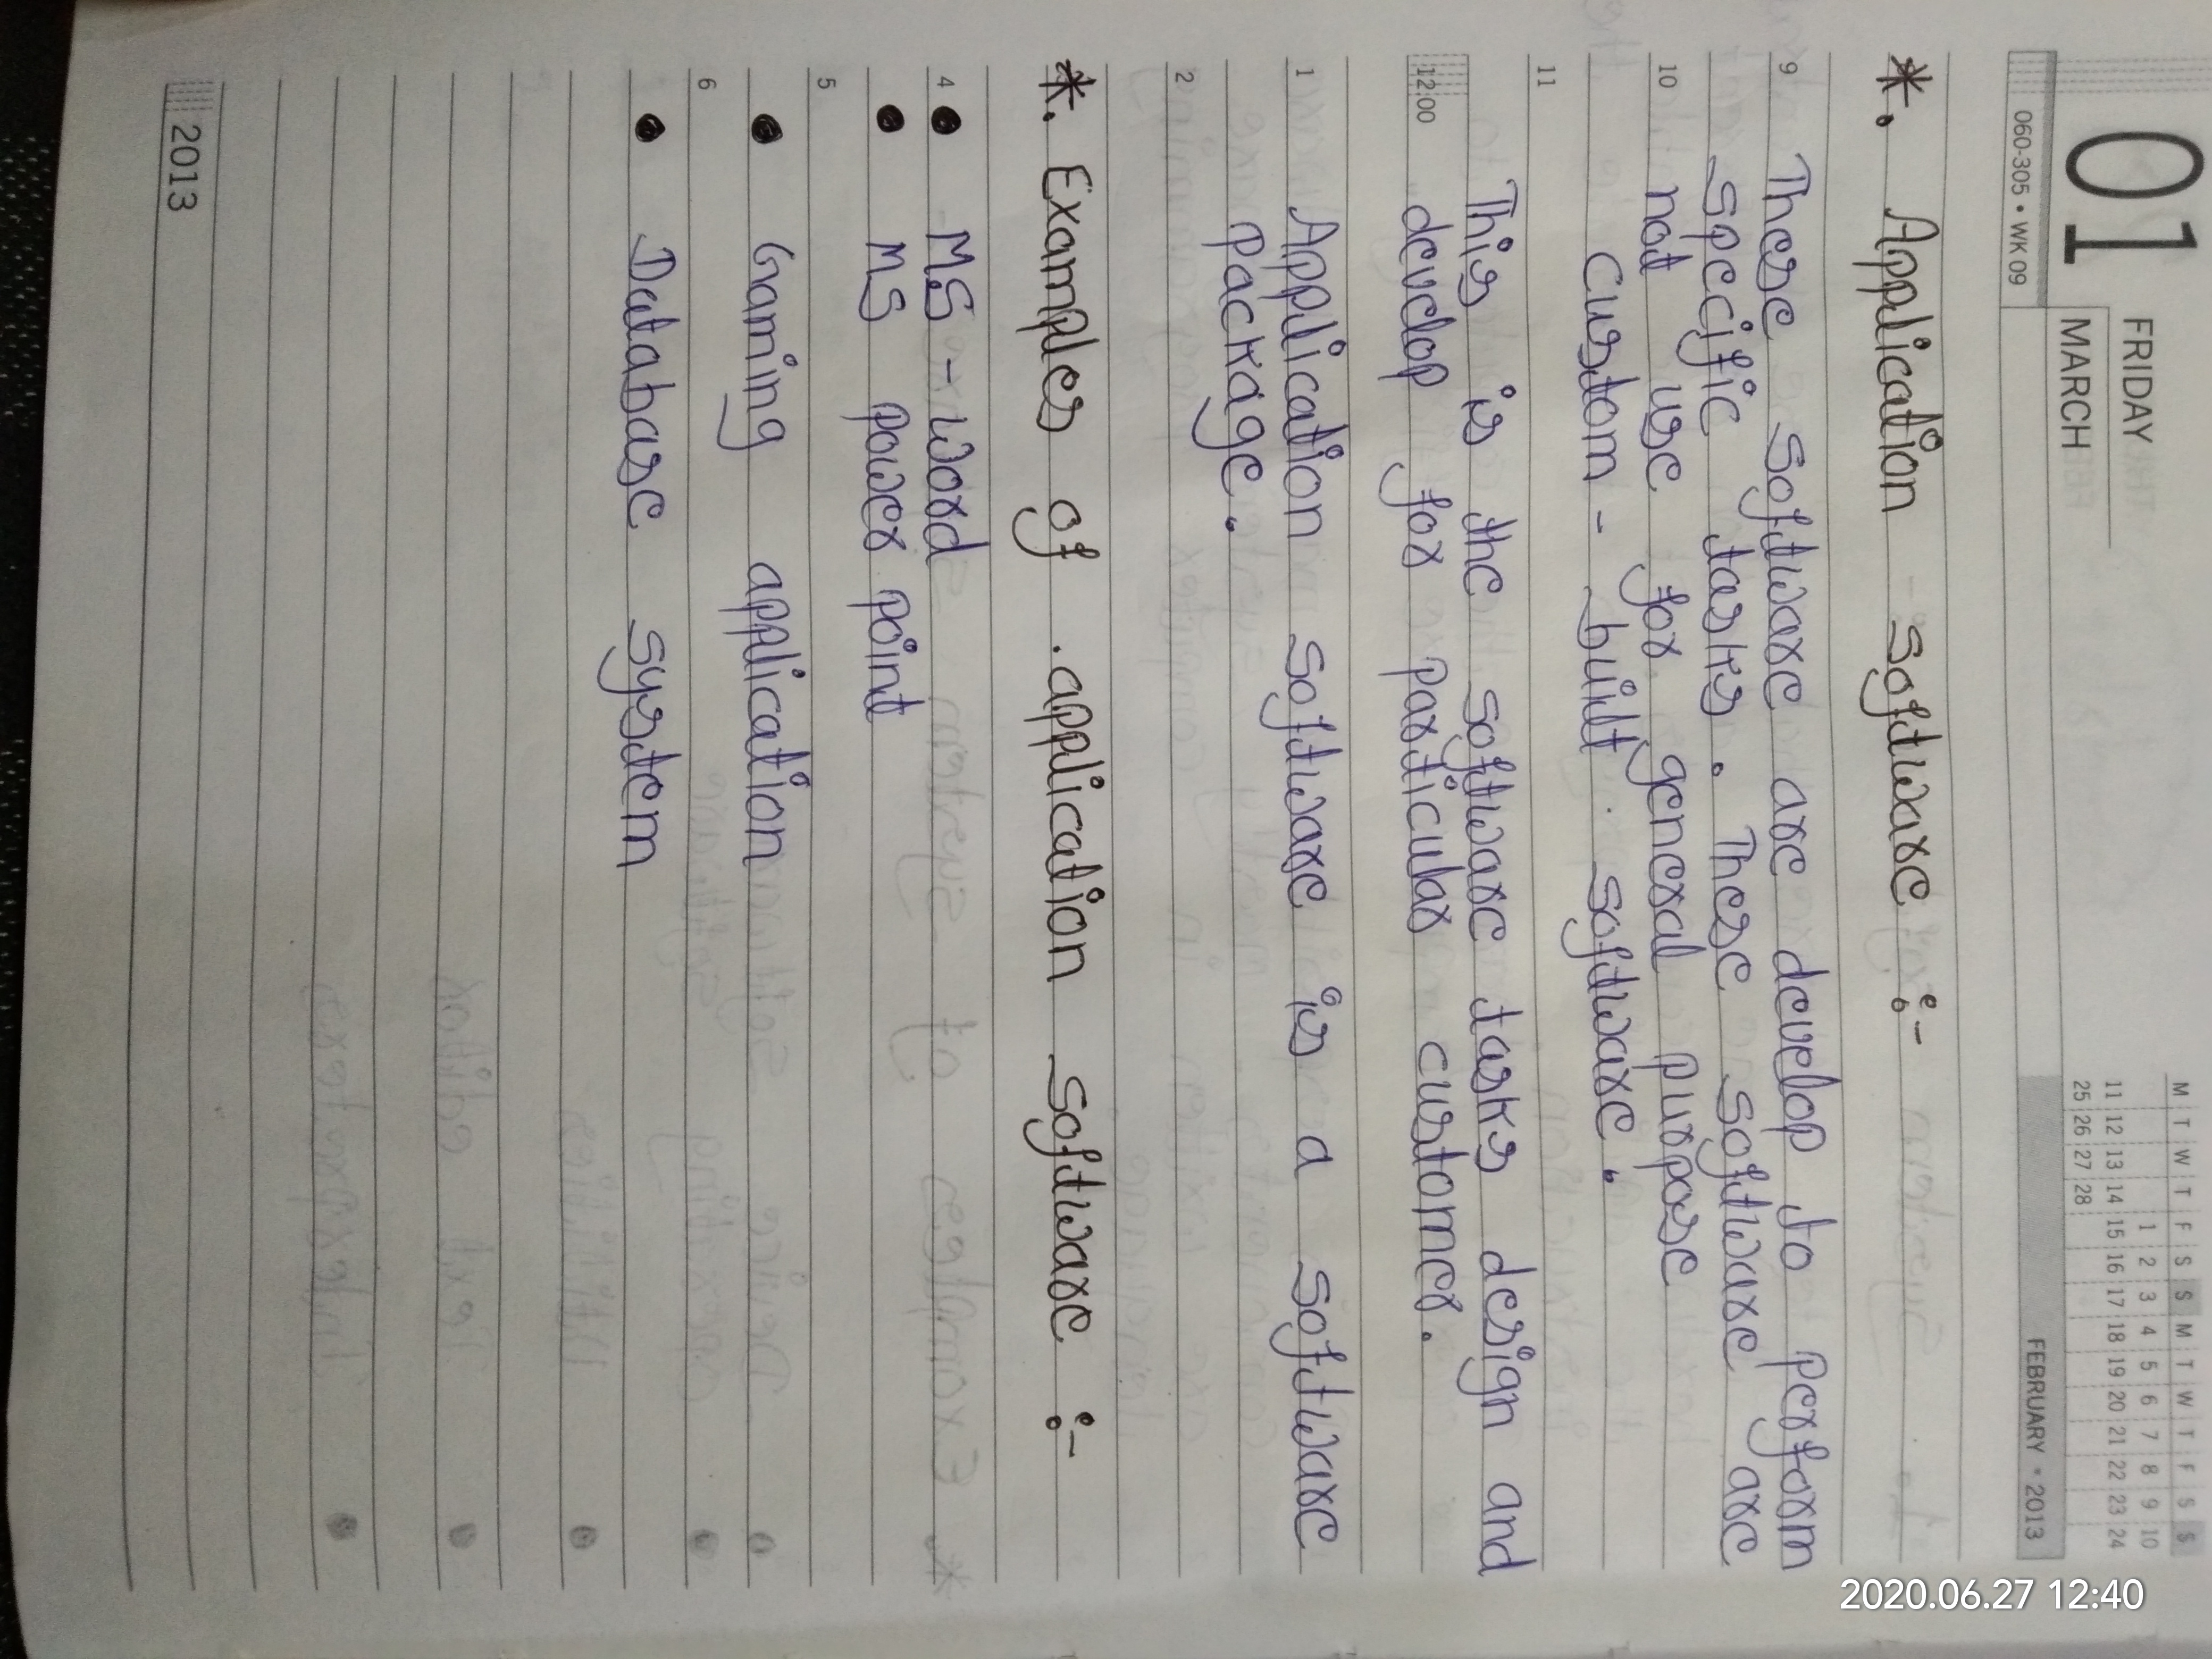 01
FRIDAY
MARCH
060-305 • WK 09
M T W T F S S M T W T F S S
1 2 3 4 5 6 7 8 9 10
11 12 13 14 15 16 17 18 19 20 21 22 23 24
25 26 27 28
FEBRUARY • 2013
2020.06.27 12:40
*. Application software :-
9 These software are develop to perform
specific tasks. These software are
10 not use for general purpose
custom - built software.
11
This is the software tasks design and
12.00 develop for particular customer.
1 Application software is a software
package.
2
*. Examples of .application software :-
4 • MS - Word
• MS power point
5
• Gaming application
6
• Database system
2013